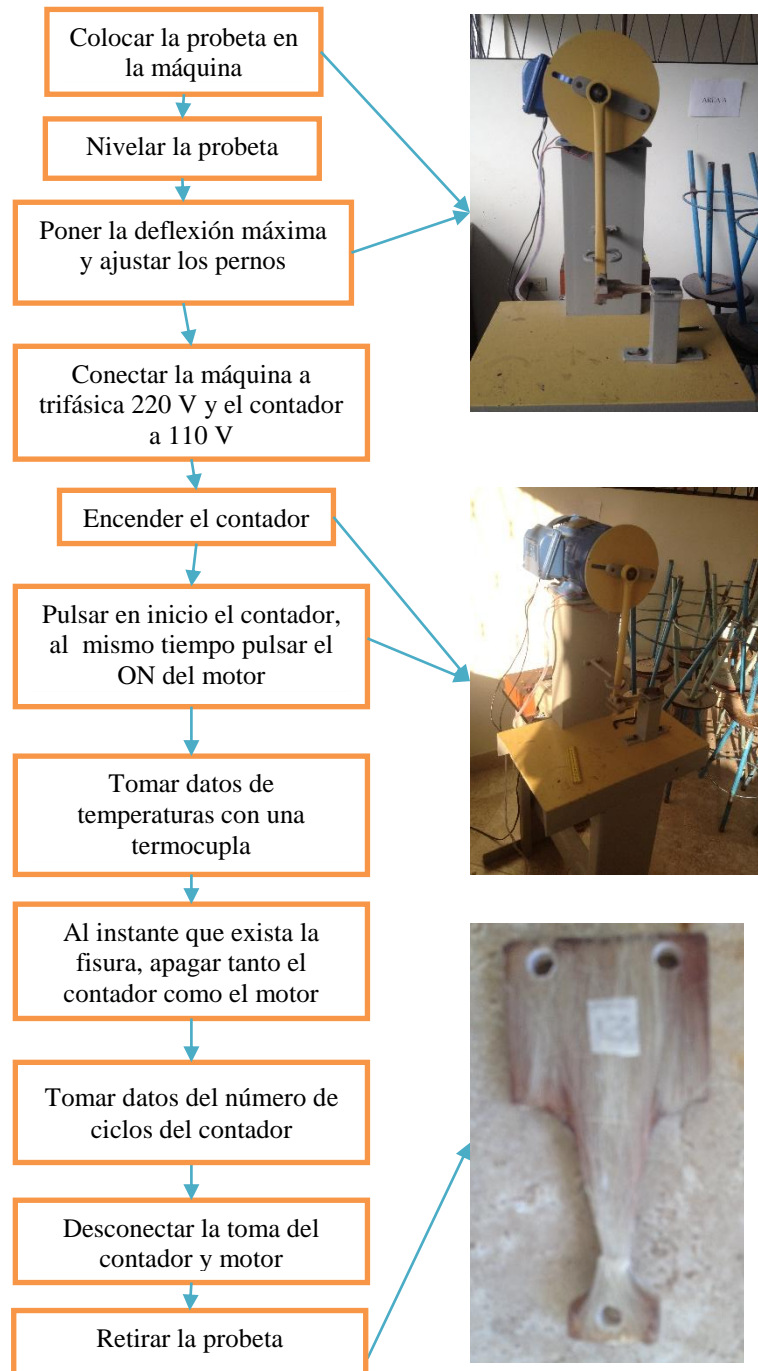 Colocar la probeta en
la máquina
Nivelar la probeta
Poner la deflexión máxima
y ajustar los pernos
Conectar la máquina a
trifásica 220 V y el contador
a 110 V
Encender el contador
Pulsar en inicio el contador,
al mismo tiempo pulsar el
ON del motor
Tomar datos de
temperaturas con una
termocupla
Al instante que exista la
fisura, apagar tanto el
contador como el motor
Tomar datos del número de
ciclos del contador
Desconectar la toma del
contador y motor
Retirar la probeta